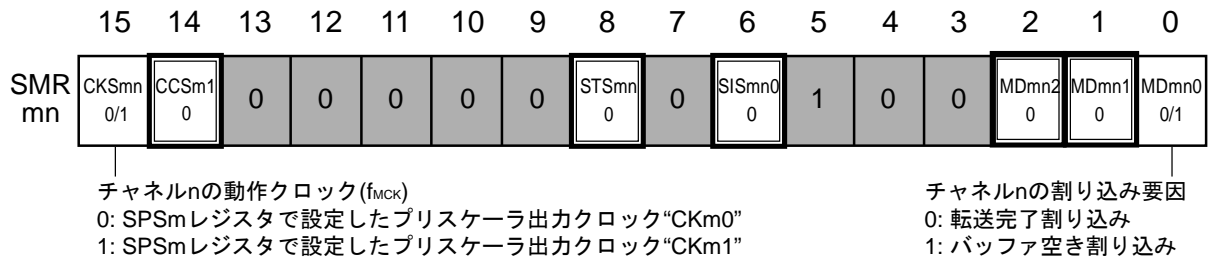 15 14 13 12 11 10 9 8 7 6 5 4 3 2 1 0
SMR
mn
CKSmn
0/1
CCSm1
0
0
0
0
0
0
STSmn
0
0
SISmn0
0
1
0
0
MDmn2
0
MDmn1
0
MDmn0
0/1
チャネルnの動作クロック(fMCK)
0: SPSmレジスタで設定したプリスケーラ出力クロック“CKm0”
1: SPSmレジスタで設定したプリスケーラ出力クロック“CKm1”
チャネルnの割り込み要因
0: 転送完了割り込み
1: バッファ空き割り込み